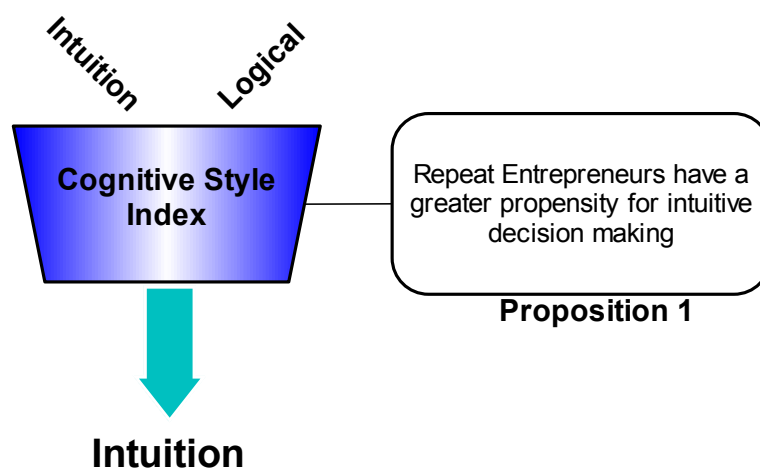 Intuition
Logical
Cognitive Style
Index
Repeat Entrepreneurs have a
greater propensity for intuitive
decision making
Proposition 1
Intuition